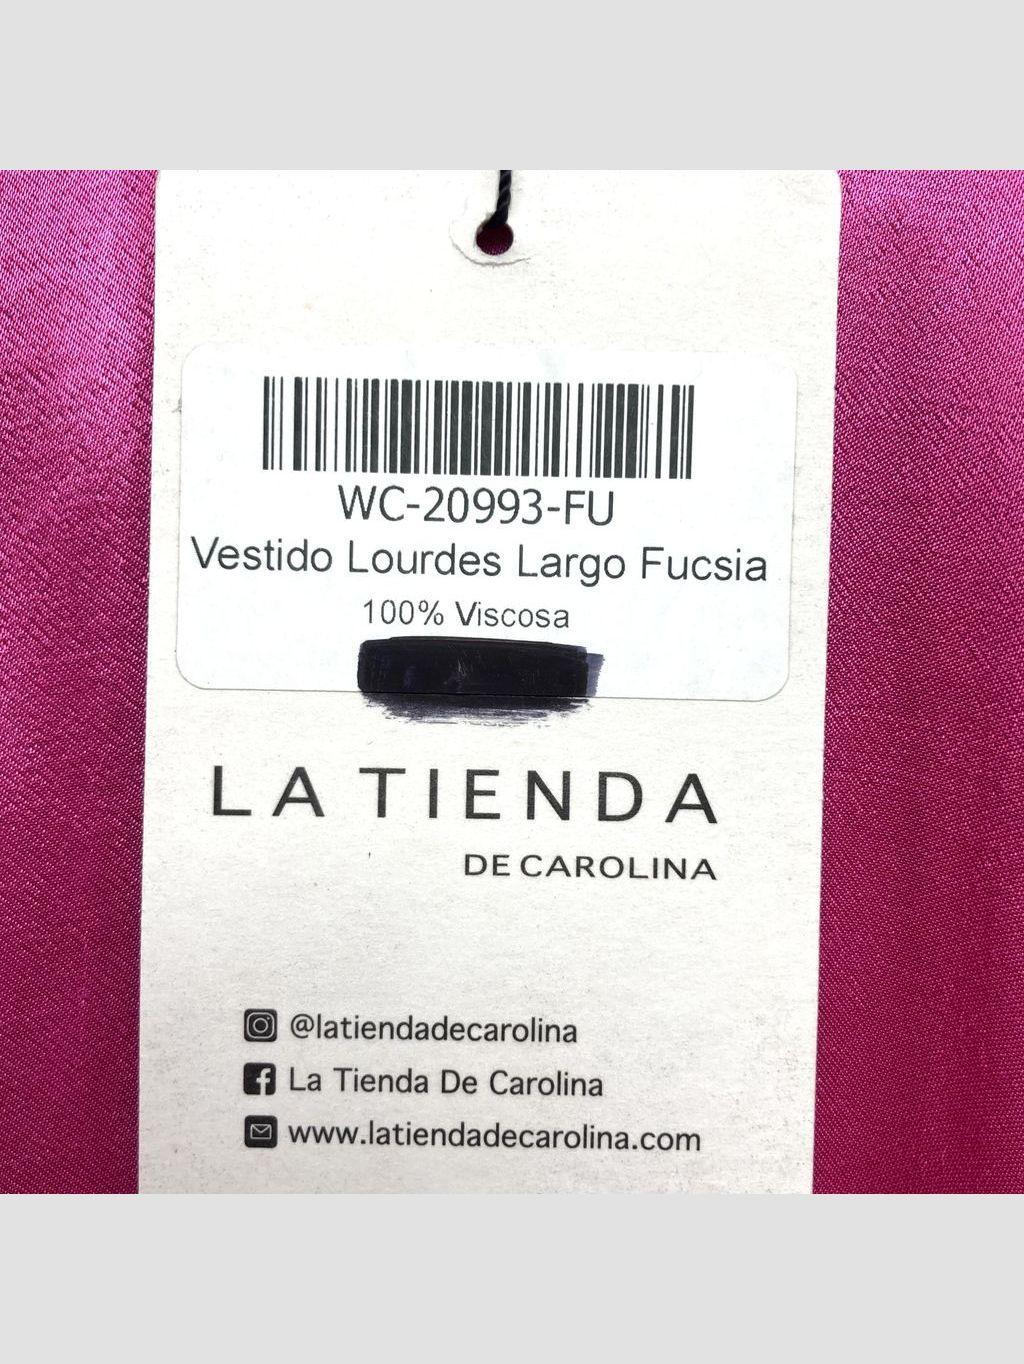 WC-20993-FU
Vestido Lourdes Largo Fucsia
100% Viscosa
LA TIENDA
DE CAROLINA
@latiendadecarolina
La Tienda De Carolina
www.latiendadecarolina.com